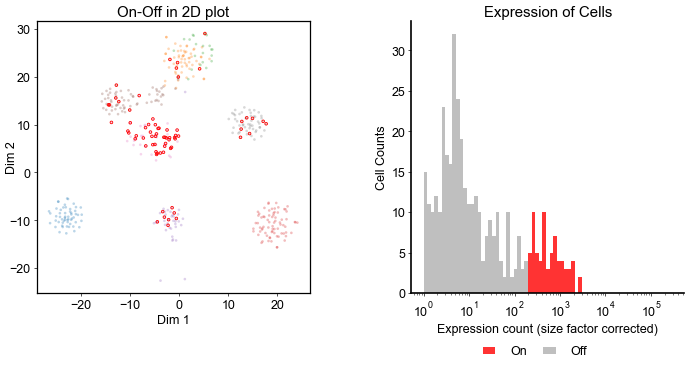 On-Off in 2D plot
30
20
10
0
−10
−20
−20 −10 0 10 20
Dim 2
Dim 1
Expression of Cells
30
25
20
15
10
5
0
10^0 10^1 10^2 10^3 10^4 10^5
Cell Counts
Expression count (size factor corrected)
On Off